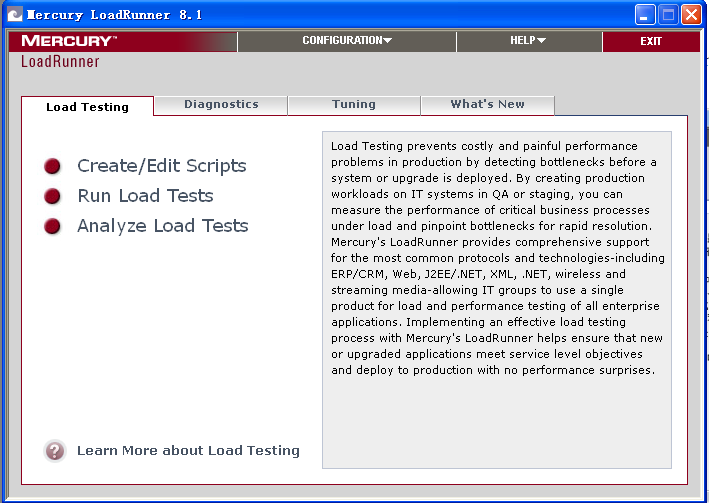 Mercury LoadRunner 8.1
MERCURY™ CONFIGURATION HELP EXIT
LoadRunner
Load Testing Diagnostics Tuning What's New
Create/Edit Scripts
Run Load Tests
Analyze Load Tests
Load Testing prevents costly and painful performance
problems in production by detecting bottlenecks before a
system or upgrade is deployed. By creating production
workloads on IT systems in QA or staging, you can
measure the performance of critical business processes
under load and pinpoint bottlenecks for rapid resolution.
Mercury's LoadRunner provides comprehensive support
for the most common protocols and technologies-including
ERP/CRM, Web, J2EE/.NET, XML, .NET, wireless and
streaming media-allowing IT groups to use a single
product for load and performance testing of all enterprise
applications. Implementing an effective load testing
process with Mercury's LoadRunner helps ensure that new
or upgraded applications meet service level objectives
and deploy to production with no performance surprises.
? Learn More about Load Testing